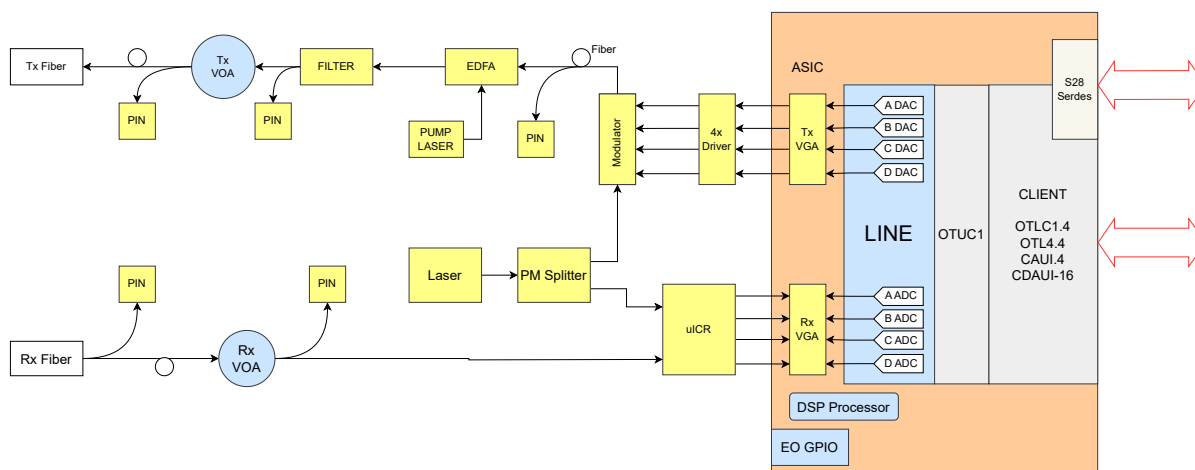 Fiber
ASIC
Tx Fiber
Tx
VOA
FILTER
EDFA
S28
Serdes
PIN
PIN
PUMP
LASER
PIN
Modulator
4x
Driver
Tx
VGA
A DAC
B DAC
C DAC
D DAC
LINE
OTUC1
CLIENT
OTLC1.4
OTL4.4
CAUI.4
CDAUI-16
Laser
PM Splitter
PIN
PIN
uICR
Rx
VGA
A ADC
B ADC
C ADC
D ADC
Rx Fiber
Rx
VOA
DSP Processor
EO GPIO